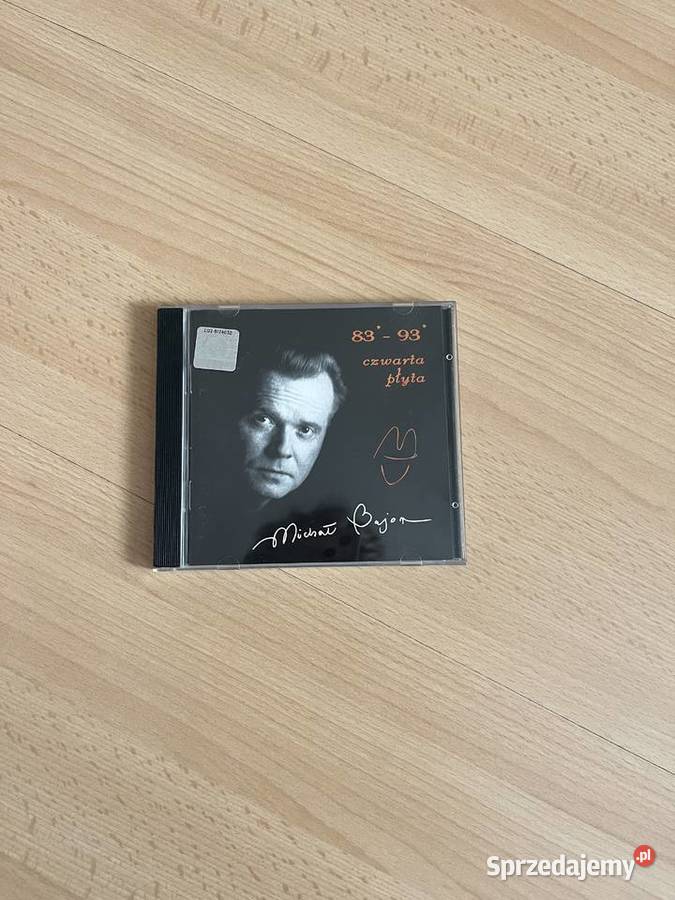 83' - 93'
czwarta
płyta
Michał Bajor
Sprzedajemy.pl